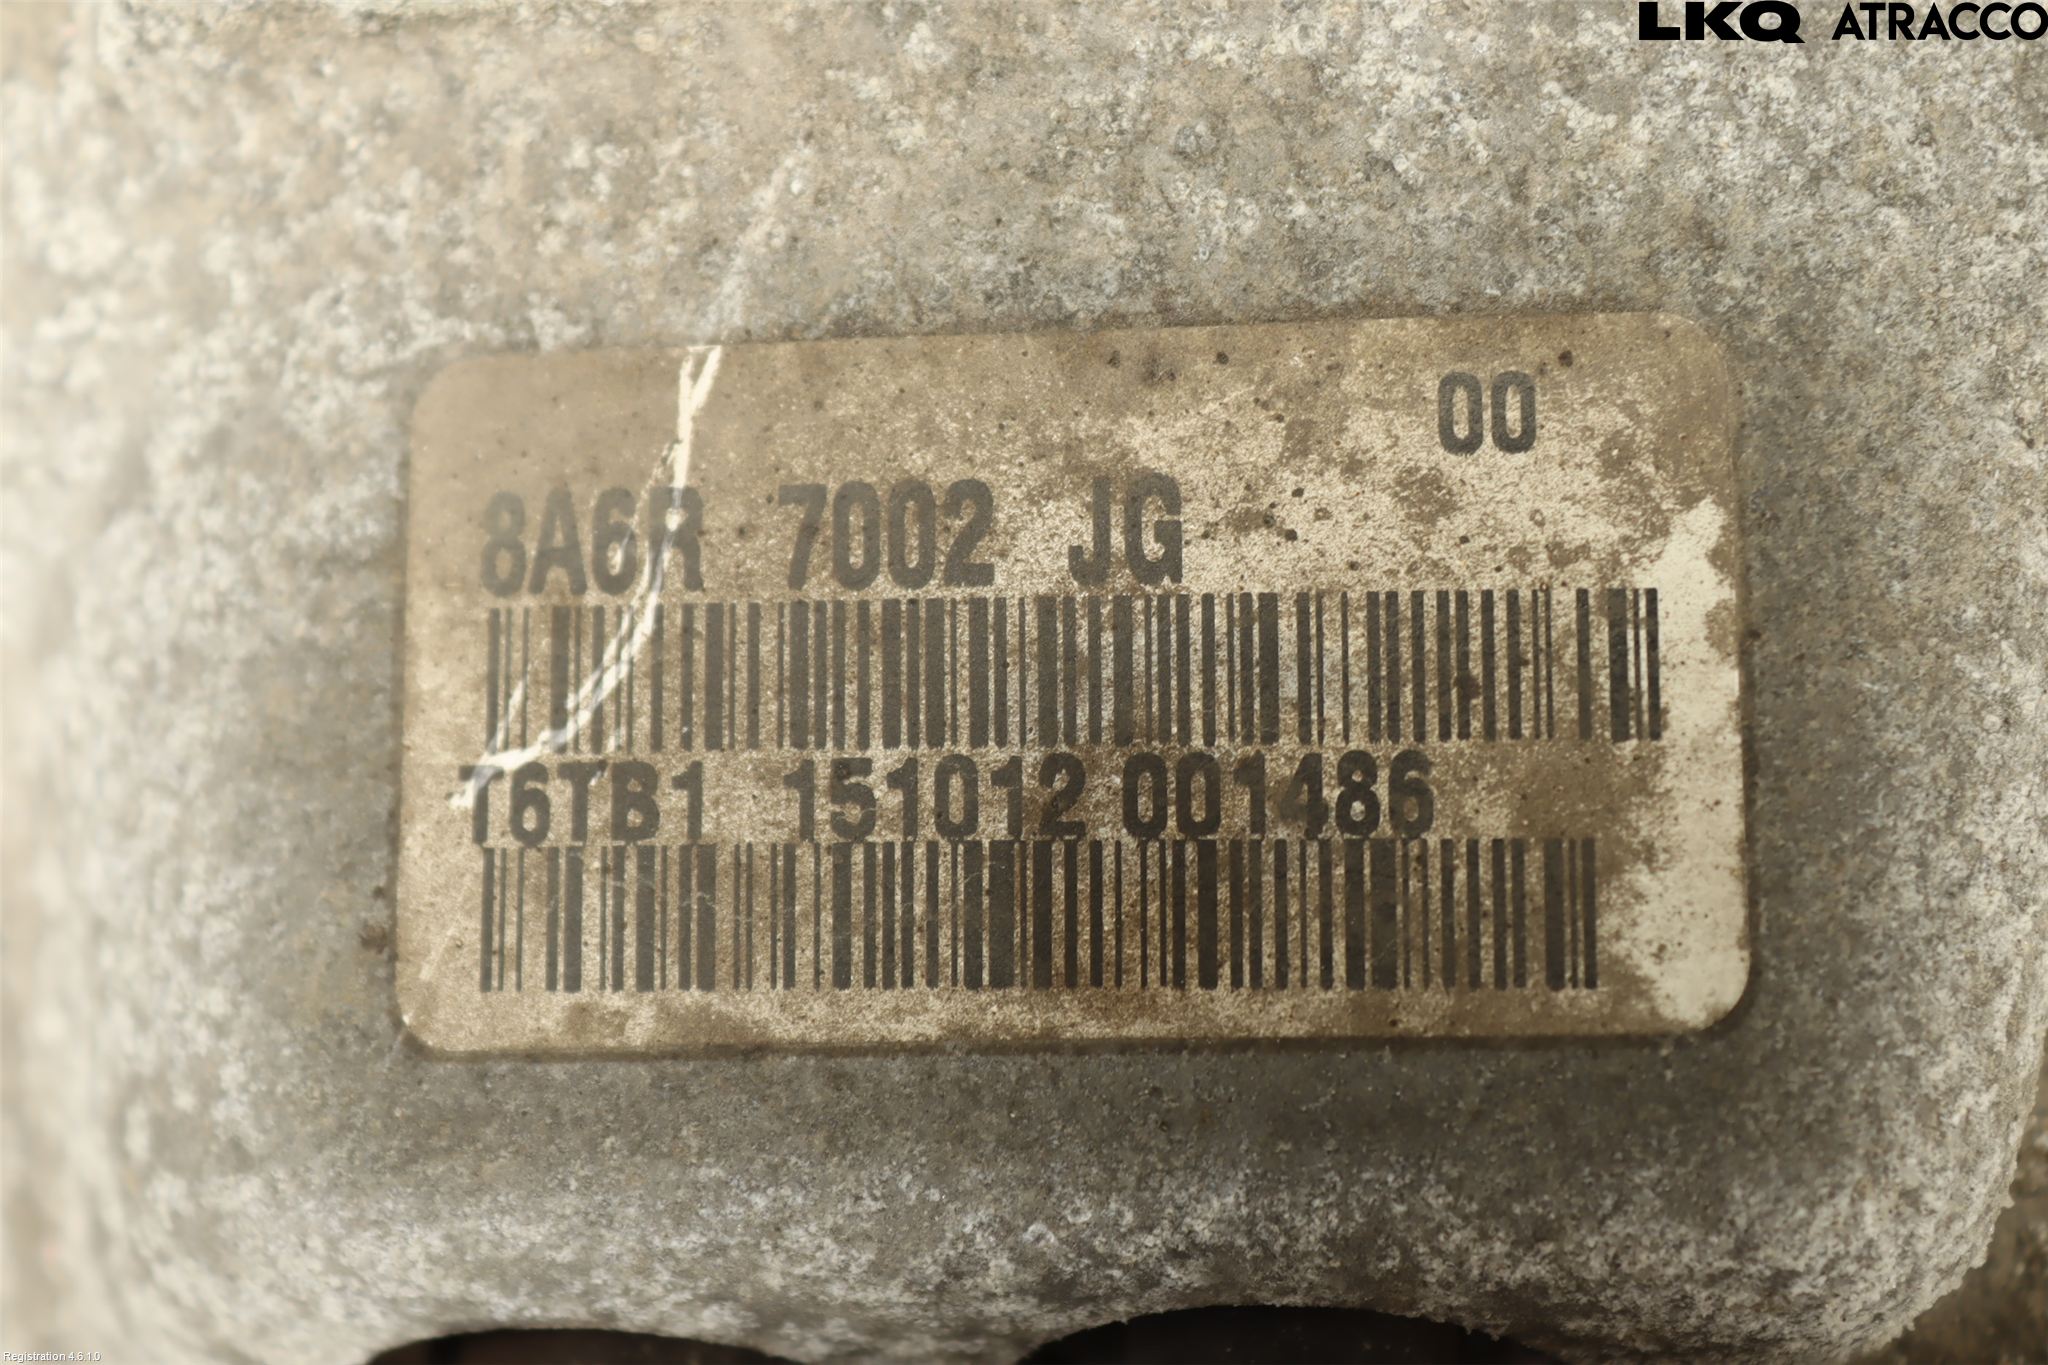 LKQ ATRACCO
00
8A6R 7002 JG
T6TB1 151012 001486
Registration 4.6.1.0